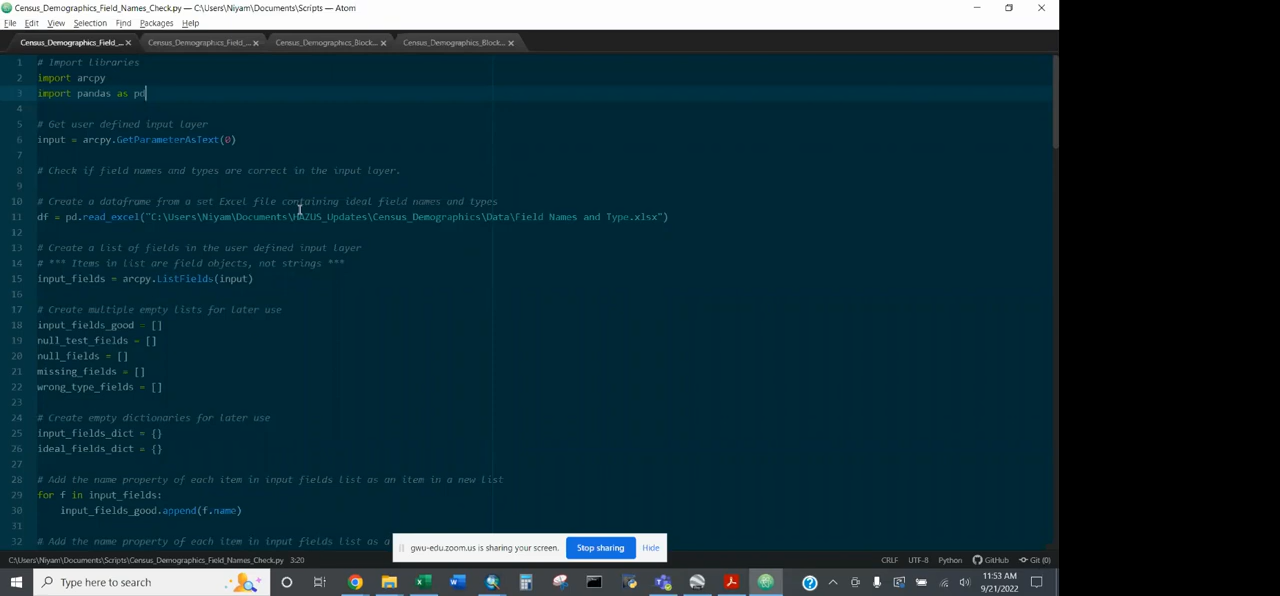 Census_Demographics_Field_Names_Check.py — C:\Users\Niyam\Documents\Scripts — Atom
File Edit View Selection Find Packages Help
Census_Demographics_Field_... Census_Demographics_Field_... Census_Demographics_Block... Census_Demographics_Block...
1 # Import libraries
2 import arcpy
3 import pandas as pd
4
5 # Get user defined input layer
6 input = arcpy.GetParameterAsText(0)
7
8 # Check if field names and types are correct in the input layer.
9
10 # Create a dataframe from a set Excel file containing ideal field names and types
11 df = pd.read_excel("C:\Users\Niyam\Documents\HAZUS_Updates\Census_Demographics\Data\Field Names and Type.xlsx")
12
13 # Create a list of fields in the user defined input layer
14 # *** Items in list are field objects, not strings ***
15 input_fields = arcpy.ListFields(input)
16
17 # Create multiple empty lists for later use
18 input_fields_good = []
19 null_test_fields = []
20 null_fields = []
21 missing_fields = []
22 wrong_type_fields = []
23
24 # Create empty dictionaries for later use
25 input_fields_dict = {}
26 ideal_fields_dict = {}
27
28 # Add the name property of each item in input fields list as an item in a new list
29 for f in input_fields:
30 input_fields_good.append(f.name)
31
32 # Add the name property of each item in input fields list as a
gwu-edu.zoom.us is sharing your screen. Stop sharing Hide
C:\Users\Niyam\Documents\Scripts\Census_Demographics_Field_Names_Check.py 3:20 CRLF UTF-8 Python GitHub Git (0)
Type here to search
11:53 AM
9/21/2022